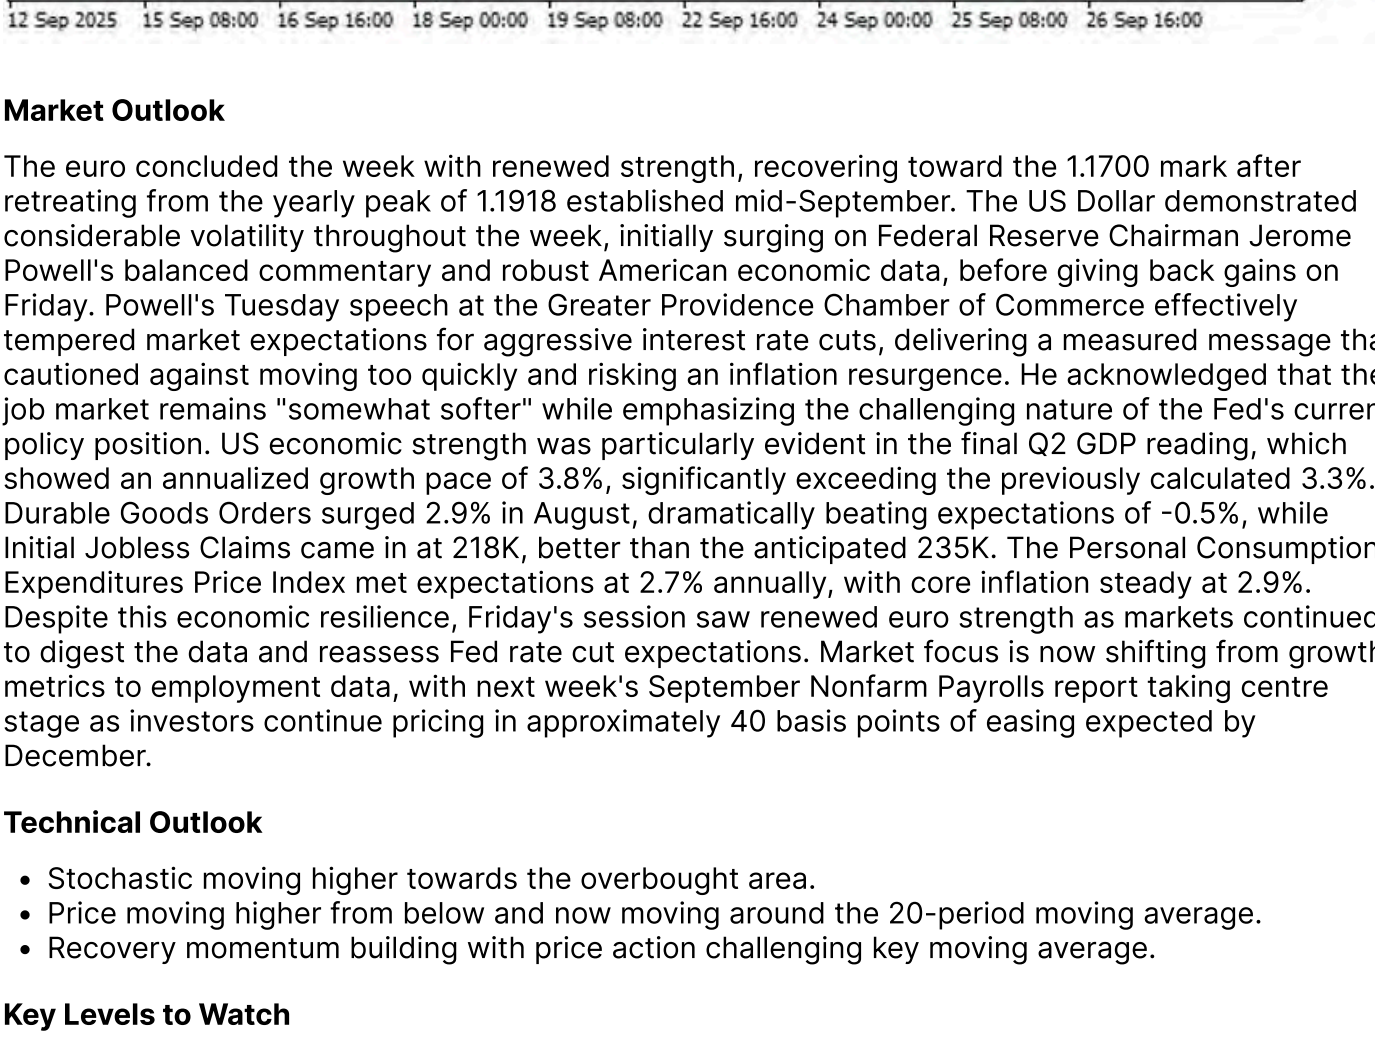 12 Sep 2025 15 Sep 08:00 16 Sep 16:00 18 Sep 00:00 19 Sep 08:00 22 Sep 16:00 24 Sep 00:00 25 Sep 08:00 26 Sep 16:00
Market Outlook
The euro concluded the week with renewed strength, recovering toward the 1.1700 mark after
retreating from the yearly peak of 1.1918 established mid-September. The US Dollar demonstrated
considerable volatility throughout the week, initially surging on Federal Reserve Chairman Jerome
Powell's balanced commentary and robust American economic data, before giving back gains on
Friday. Powell's Tuesday speech at the Greater Providence Chamber of Commerce effectively
tempered market expectations for aggressive interest rate cuts, delivering a measured message tha
cautioned against moving too quickly and risking an inflation resurgence. He acknowledged that the
job market remains "somewhat softer" while emphasizing the challenging nature of the Fed's curren
policy position. US economic strength was particularly evident in the final Q2 GDP reading, which
showed an annualized growth pace of 3.8%, significantly exceeding the previously calculated 3.3%.
Durable Goods Orders surged 2.9% in August, dramatically beating expectations of -0.5%, while
Initial Jobless Claims came in at 218K, better than the anticipated 235K. The Personal Consumption
Expenditures Price Index met expectations at 2.7% annually, with core inflation steady at 2.9%.
Despite this economic resilience, Friday's session saw renewed euro strength as markets continued
to digest the data and reassess Fed rate cut expectations. Market focus is now shifting from growth
metrics to employment data, with next week's September Nonfarm Payrolls report taking centre
stage as investors continue pricing in approximately 40 basis points of easing expected by
December.
Technical Outlook
• Stochastic moving higher towards the overbought area.
• Price moving higher from below and now moving around the 20-period moving average.
• Recovery momentum building with price action challenging key moving average.
Key Levels to Watch